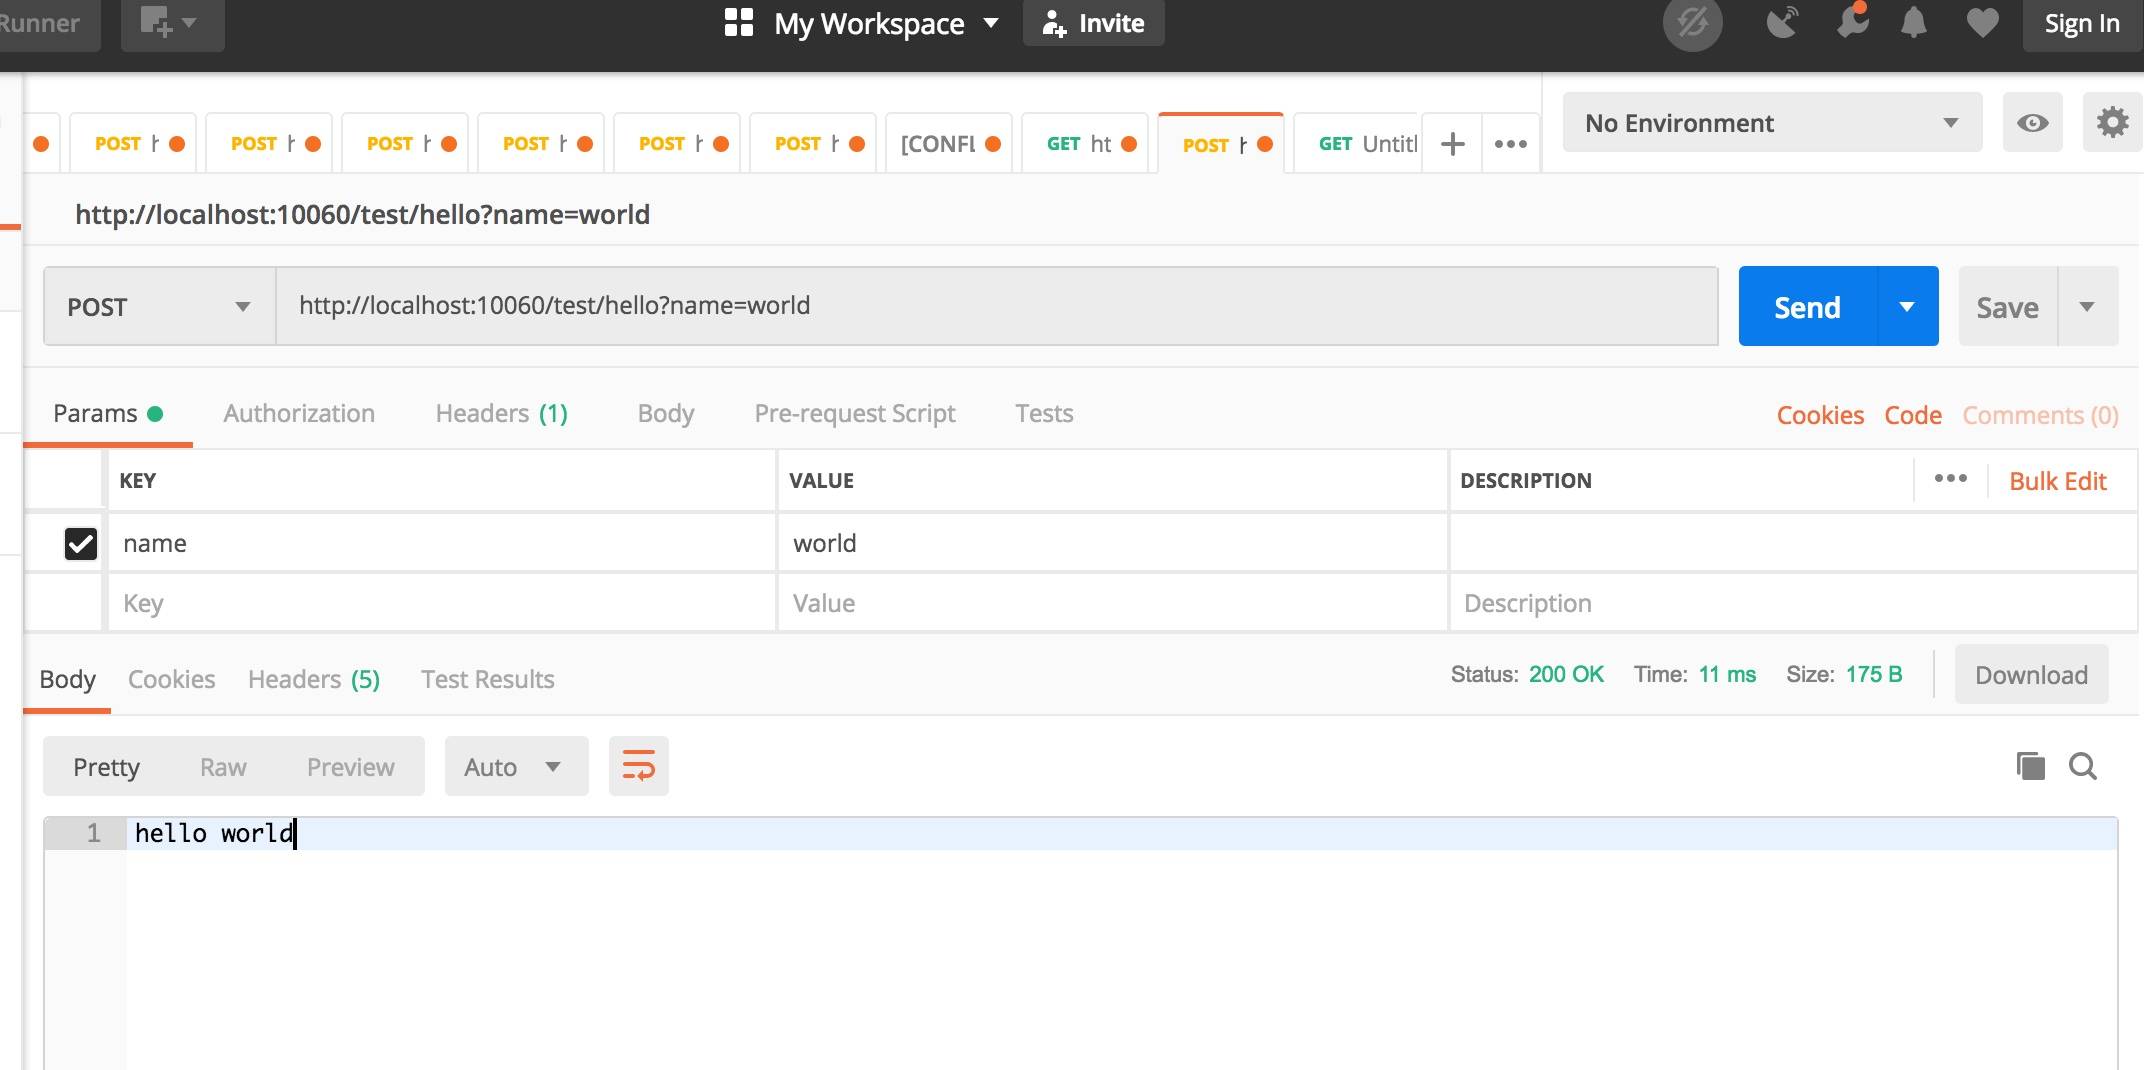 Runner My Workspace Invite Sign In
POST POST POST POST POST POST [CONFL GET ht POST GET Untitl No Environment
http://localhost:10060/test/hello?name=world
POST http://localhost:10060/test/hello?name=world Send Save
Params Authorization Headers (1) Body Pre-request Script Tests Cookies Code Comments (0)
KEY VALUE DESCRIPTION Bulk Edit
name world
Key Value Description
Body Cookies Headers (5) Test Results Status: 200 OK Time: 11 ms Size: 175 B Download
Pretty Raw Preview Auto
1 hello world